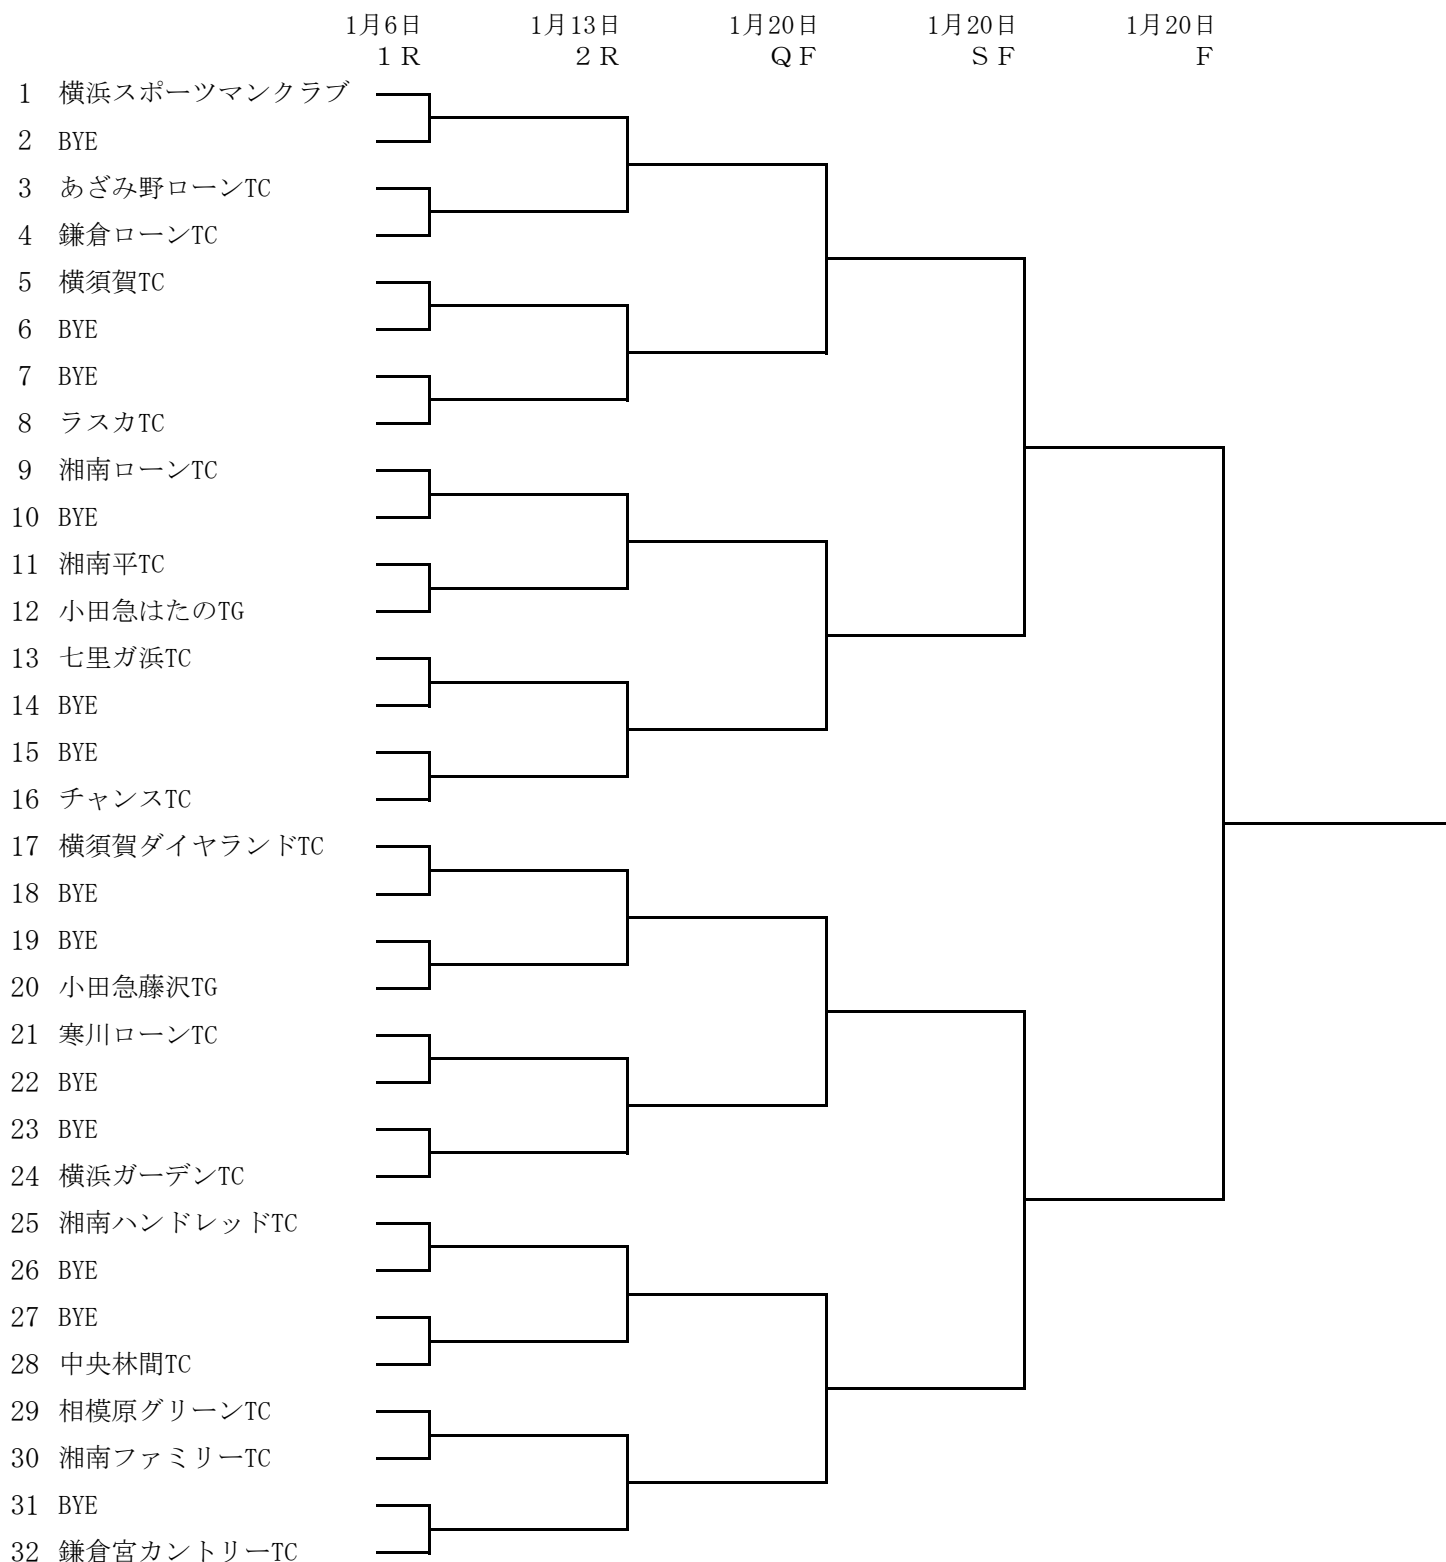 1月6日 1月13日 1月20日 1月20日 1月20日
１Ｒ ２Ｒ ＱＦ ＳＦ Ｆ
1 横浜スポーツマンクラブ
2 BYE
3 あざみ野ローンTC
4 鎌倉ローンTC
5 横須賀TC
6 BYE
7 BYE
8 ラスカTC
9 湘南ローンTC
10 BYE
11 湘南平TC
12 小田急はたのTG
13 七里ガ浜TC
14 BYE
15 BYE
16 チャンスTC
17 横須賀ダイヤランドTC
18 BYE
19 BYE
20 小田急藤沢TG
21 寒川ローンTC
22 BYE
23 BYE
24 横浜ガーデンTC
25 湘南ハンドレッドTC
26 BYE
27 BYE
28 中央林間TC
29 相模原グリーンTC
30 湘南ファミリーTC
31 BYE
32 鎌倉宮カントリーTC